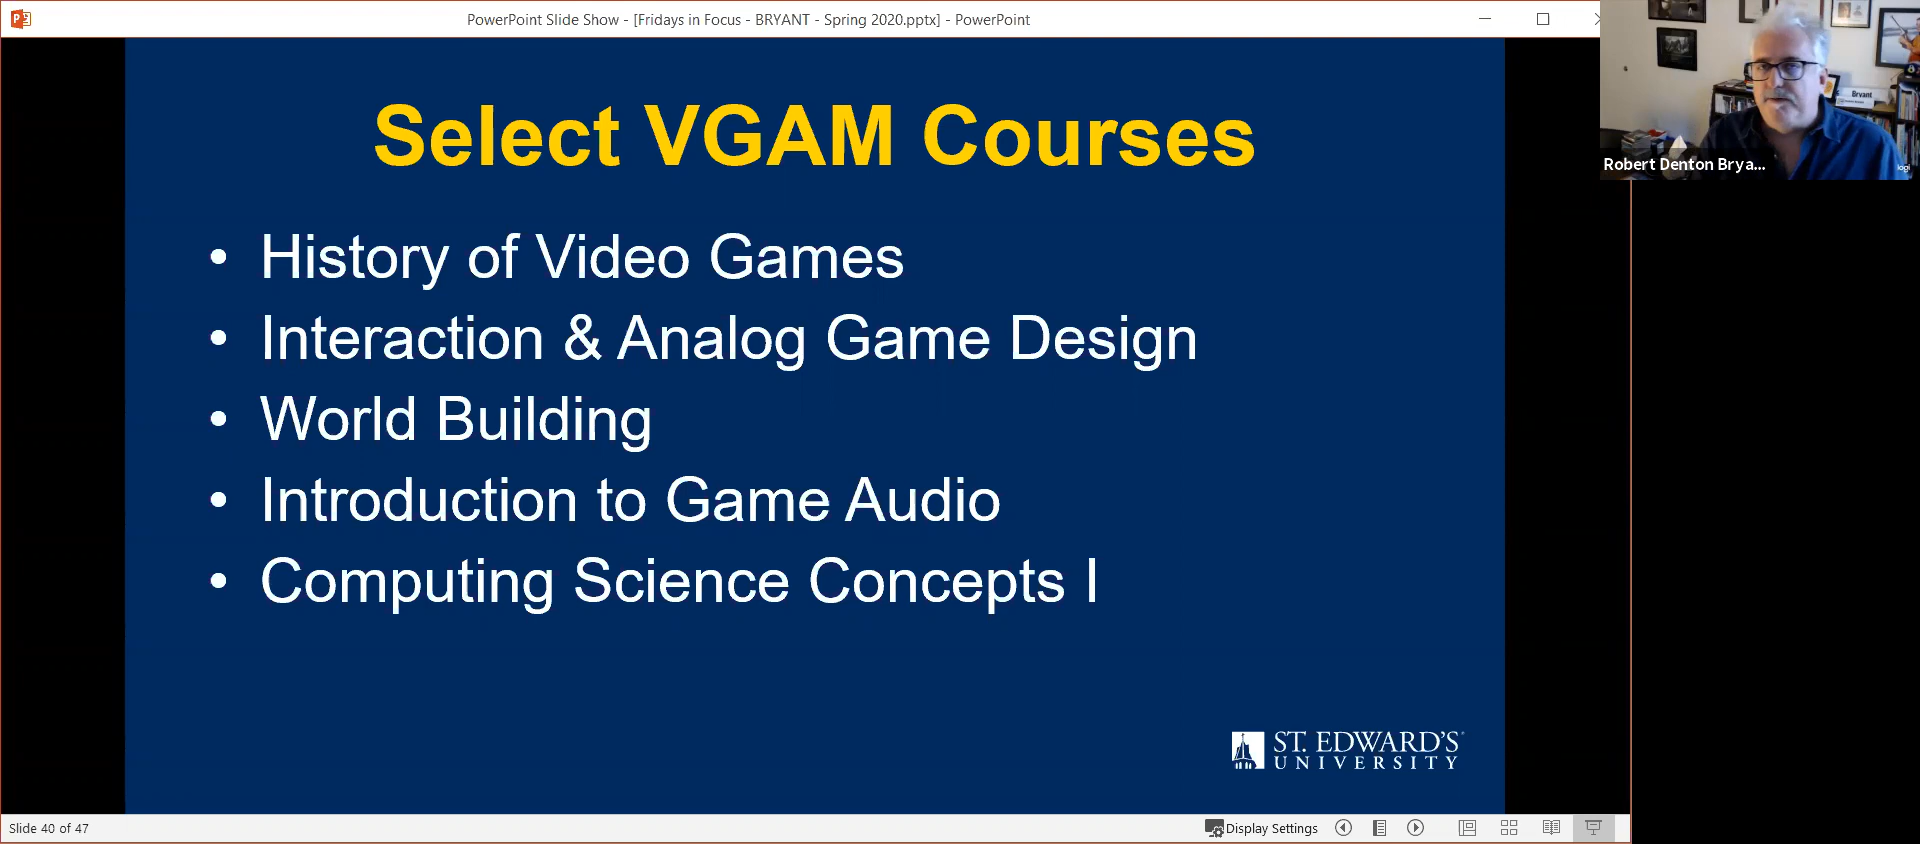 PowerPoint Slide Show - [Fridays in Focus - BRYANT - Spring 2020.pptx] - PowerPoint
Select VGAM Courses
• History of Video Games
• Interaction & Analog Game Design
• World Building
• Introduction to Game Audio
• Computing Science Concepts I
ST. EDWARD'S
UNIVERSITY
Bryant
Robert Denton Brya...
logi
Slide 40 of 47
Display Settings